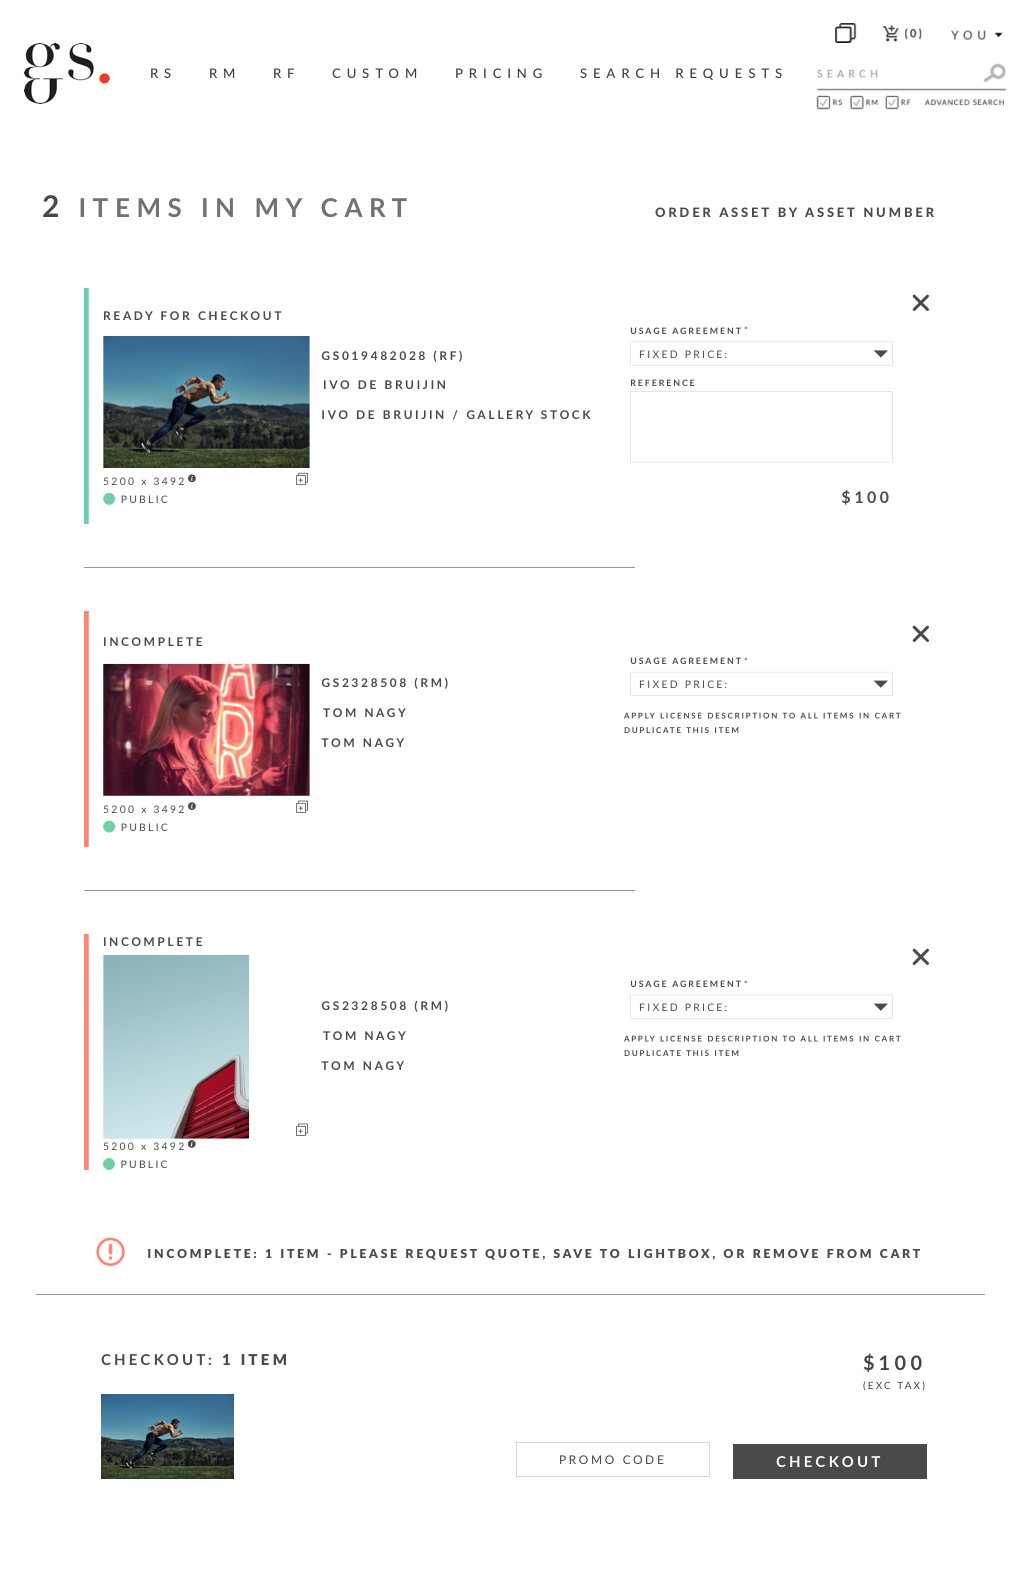 (0)
YOU
gs.
RS RM RF CUSTOM PRICING SEARCH REQUESTS
SEARCH
RS RM RF ADVANCED SEARCH
2 ITEMS IN MY CART
ORDER ASSET BY ASSET NUMBER
READY FOR CHECKOUT
GS019482028 (RF)
IVO DE BRUIJIN
IVO DE BRUIJIN / GALLERY STOCK
5200 x 3492
PUBLIC
USAGE AGREEMENT*
FIXED PRICE:
REFERENCE
$100
INCOMPLETE
AR
GS2328508 (RM)
TOM NAGY
TOM NAGY
5200 x 3492
PUBLIC
USAGE AGREEMENT*
FIXED PRICE:
APPLY LICENSE DESCRIPTION TO ALL ITEMS IN CART
DUPLICATE THIS ITEM
INCOMPLETE
GS2328508 (RM)
TOM NAGY
TOM NAGY
5200 x 3492
PUBLIC
USAGE AGREEMENT*
FIXED PRICE:
APPLY LICENSE DESCRIPTION TO ALL ITEMS IN CART
DUPLICATE THIS ITEM
INCOMPLETE: 1 ITEM - PLEASE REQUEST QUOTE, SAVE TO LIGHTBOX, OR REMOVE FROM CART
CHECKOUT: 1 ITEM
$100
(EXC TAX)
PROMO CODE
CHECKOUT